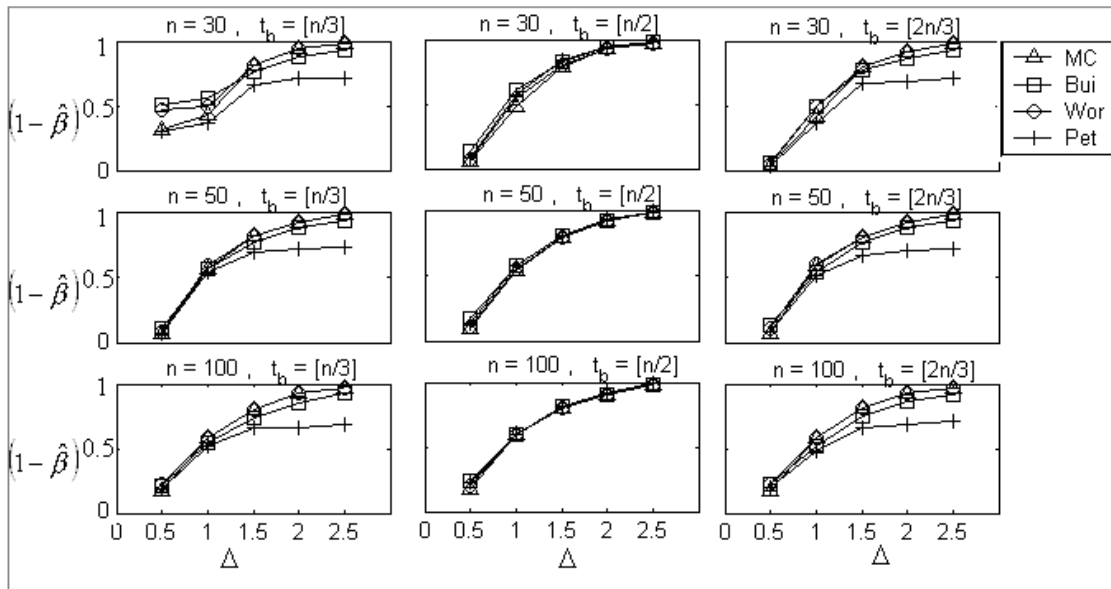 n = 30 , t_b = [n/3]
n = 30 , t_b = [n/2]
n = 30 , t_b = [2n/3]
(1- β̂)
1
0.5
0
MC
Bui
Wor
Pet
n = 50 , t_b = [n/3]
n = 50 , t_b = [n/2]
n = 50 , t_b = [2n/3]
(1- β̂)
1
0.5
0
n = 100 , t_b = [n/3]
n = 100 , t_b = [n/2]
n = 100 , t_b = [2n/3]
(1- β̂)
1
0.5
0
0 0.5 1 1.5 2 2.5
0 0.5 1 1.5 2 2.5
0 0.5 1 1.5 2 2.5
Δ
Δ
Δ